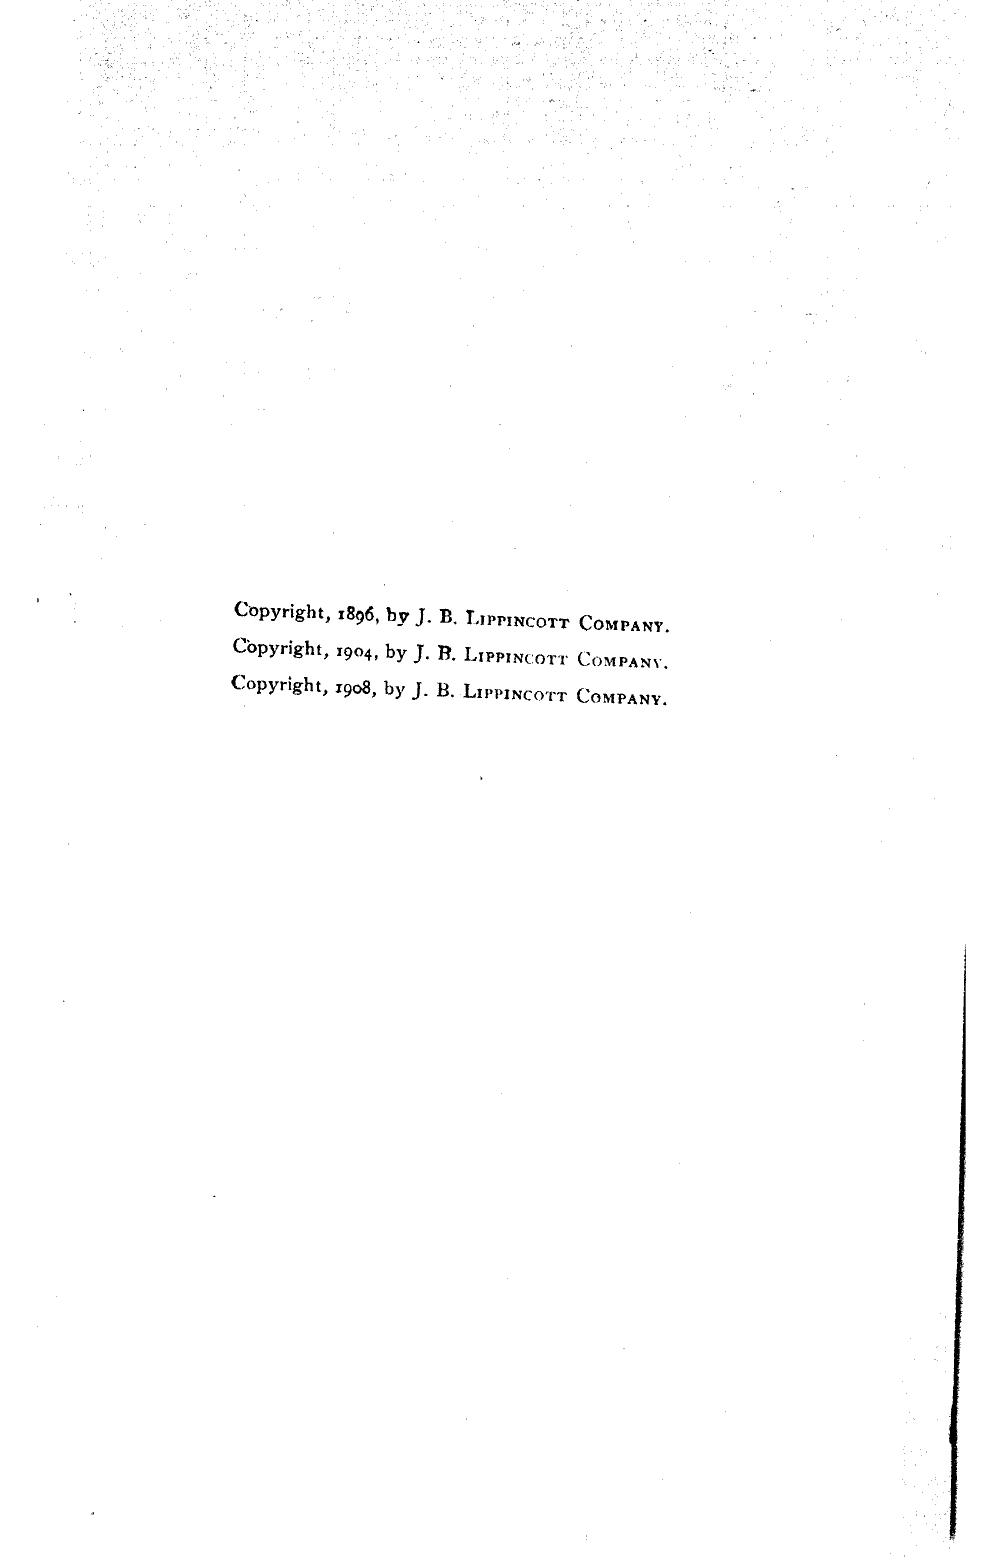 Copyright, 1896, by J. B. Lippincott Company.
Copyright, 1904, by J. B. Lippincott Company.
Copyright, 1908, by J. B. Lippincott Company.